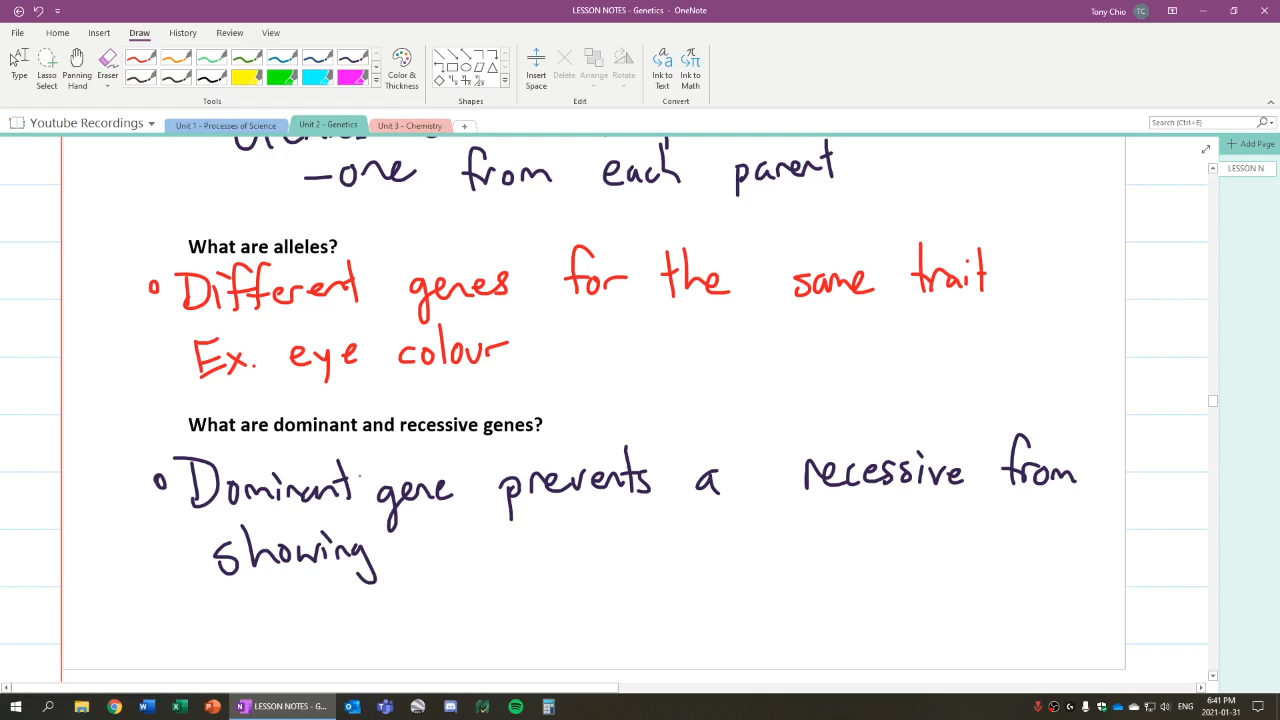 LESSON NOTES - Genetics - OneNote
Tony Chio TC
File Home Insert Draw History Review View
Type
Lasso Select
Panning Hand
Eraser
Color & Thickness
Insert Space
Delete
Arrange
Rotate
Ink to Text
Ink to Math
Tools Shapes Edit Convert
Youtube Recordings Unit 1 - Processes of Science Unit 2 - Genetics Unit 3 - Chemistry
Search (Ctrl+E)
Add Page
LESSON N
- one from each parent
What are alleles?
Different genes for the same trait
Ex. eye colour
What are dominant and recessive genes?
Dominant gene prevents a recessive from
showing
LESSON NOTES - G...
6:41 PM
2021-01-31